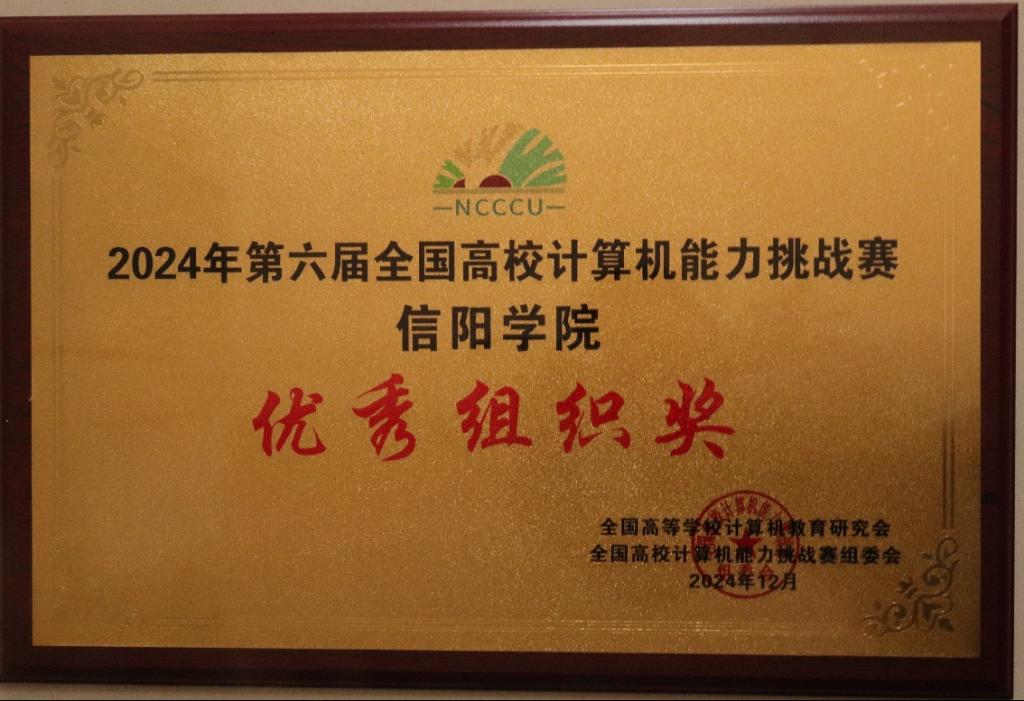 —NCCCU—
2024年第六届全国高校计算机能力挑战赛
信阳学院
优秀组织奖
全国高等学校计算机教育研究会
全国高校计算机能力挑战赛组委会
2024年12月
组委会